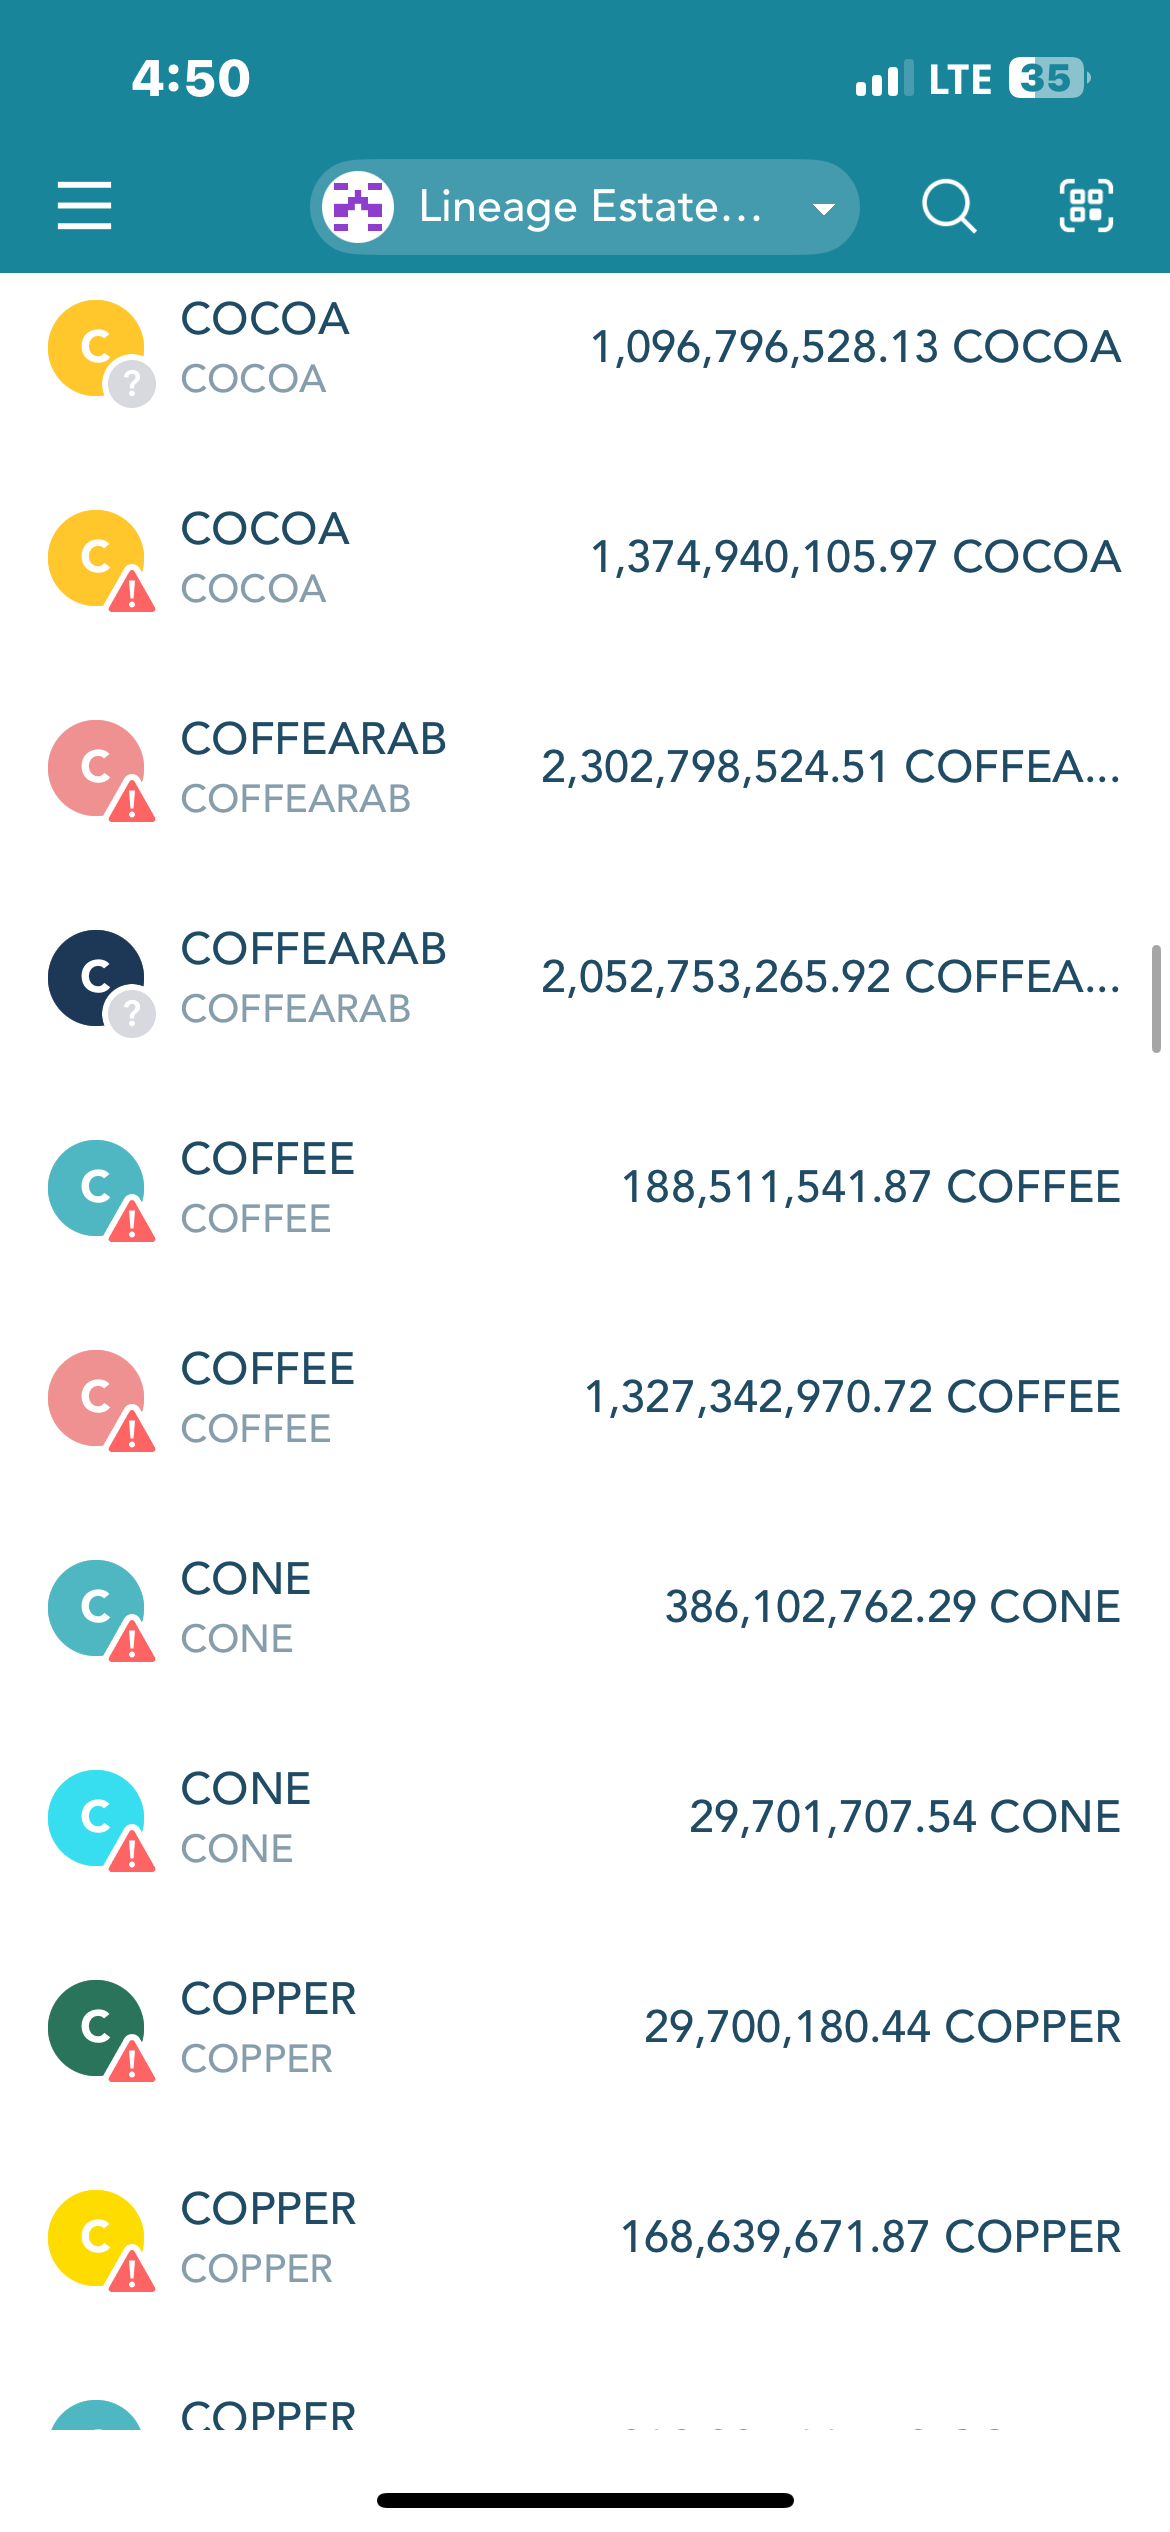 4:50
LTE 35
Lineage Estate...
C
COCOA
1,096,796,528.13 COCOA
?
COCOA
C
COCOA
1,374,940,105.97 COCOA
!
COCOA
C
COFFEARAB
2,302,798,524.51 COFFEA...
!
COFFEARAB
C
COFFEARAB
2,052,753,265.92 COFFEA...
?
COFFEARAB
C
COFFEE
188,511,541.87 COFFEE
!
COFFEE
C
COFFEE
1,327,342,970.72 COFFEE
!
COFFEE
C
CONE
386,102,762.29 CONE
!
CONE
C
CONE
29,701,707.54 CONE
!
CONE
C
COPPER
29,700,180.44 COPPER
!
COPPER
C
COPPER
168,639,671.87 COPPER
!
COPPER
COPPER